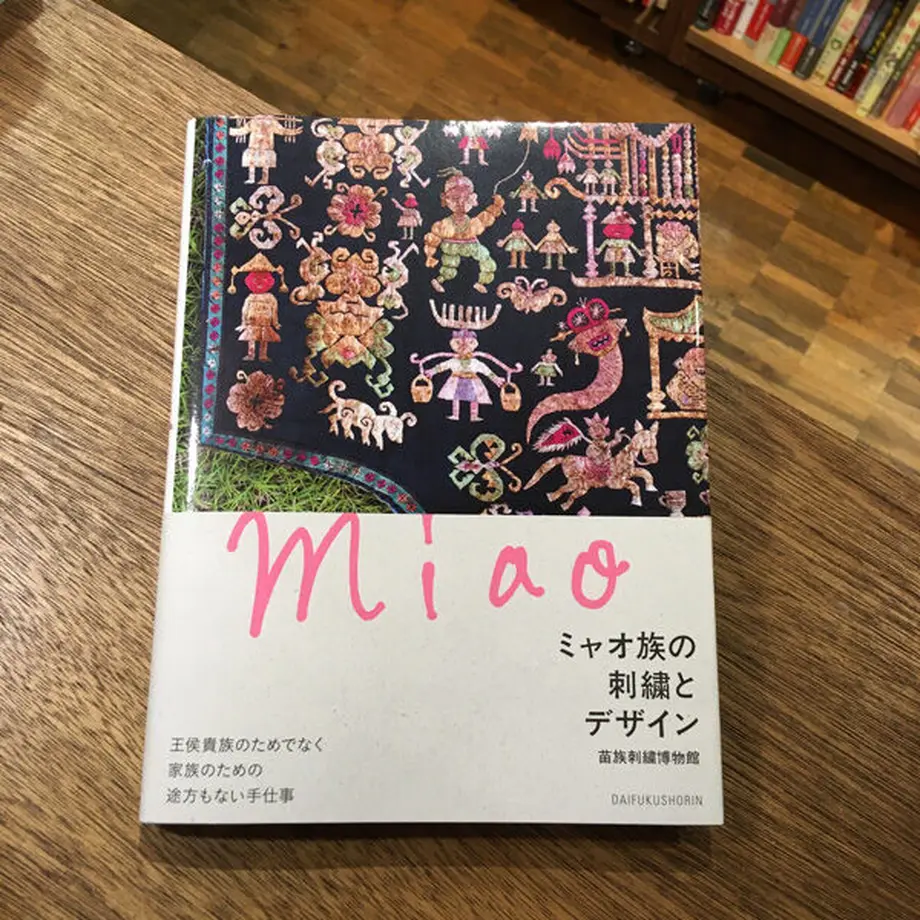 miao
ミャオ族の
刺繍と
デザイン
苗族刺繍博物館
王侯貴族のためでなく
家族のための
途方もない手仕事
DAIFUKUSHORIN